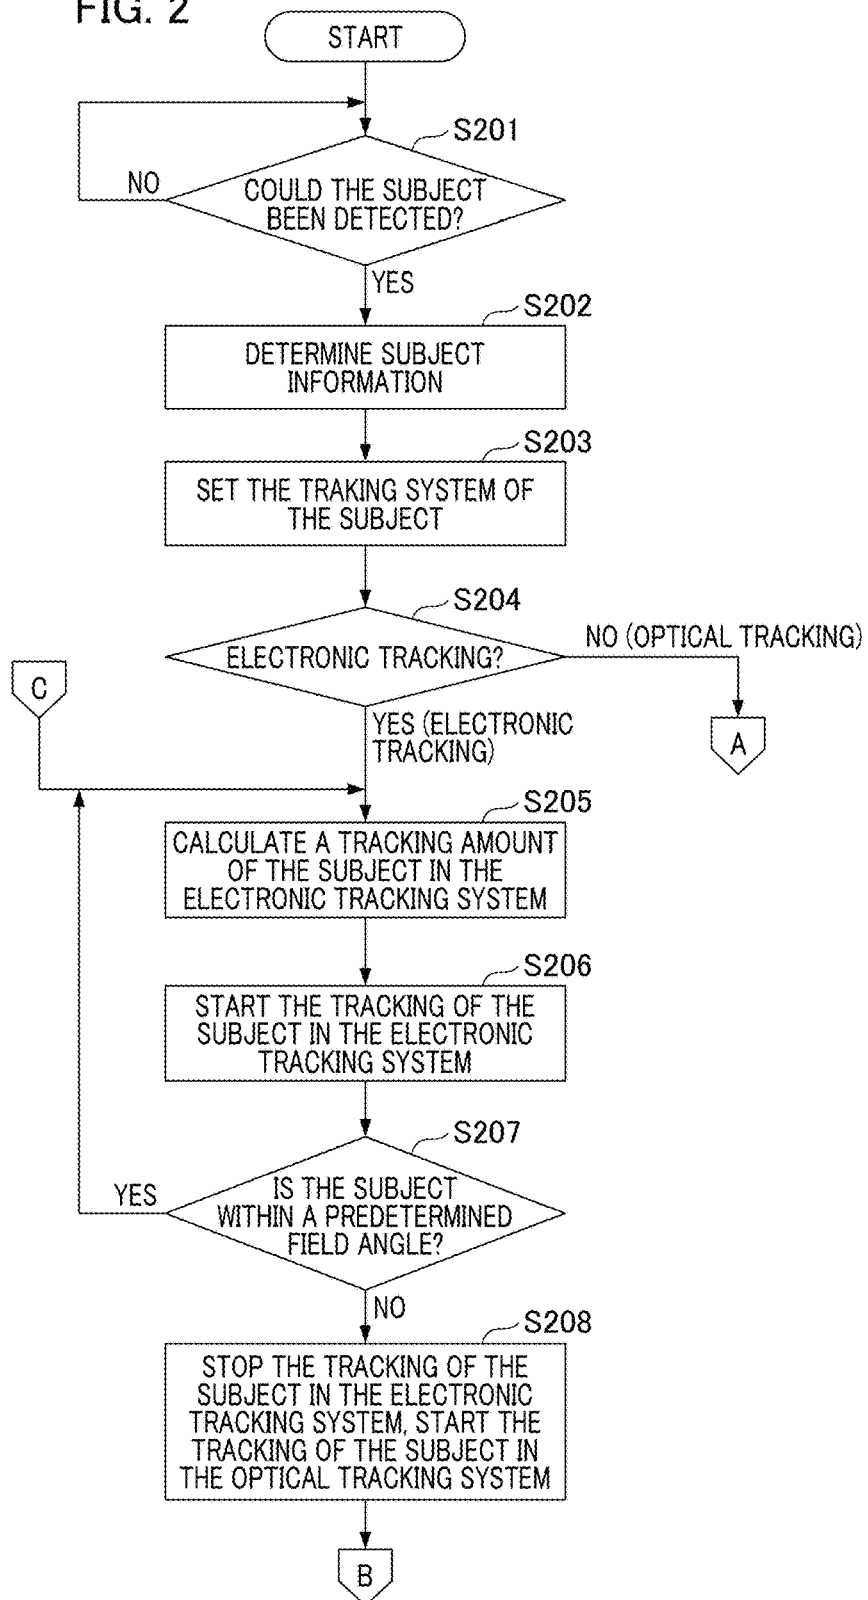 FIG. 2
START
S201
NO
COULD THE SUBJECT
BEEN DETECTED?
YES
S202
DETERMINE SUBJECT
INFORMATION
S203
SET THE TRAKING SYSTEM OF
THE SUBJECT
S204
ELECTRONIC TRACKING?
NO (OPTICAL TRACKING)
C
YES (ELECTRONIC
TRACKING)
A
S205
CALCULATE A TRACKING AMOUNT
OF THE SUBJECT IN THE
ELECTRONIC TRACKING SYSTEM
S206
START THE TRACKING OF THE
SUBJECT IN THE ELECTRONIC
TRACKING SYSTEM
S207
YES
IS THE SUBJECT
WITHIN A PREDETERMINED
FIELD ANGLE?
NO
S208
STOP THE TRACKING OF THE
SUBJECT IN THE ELECTRONIC
TRACKING SYSTEM, START THE
TRACKING OF THE SUBJECT IN
THE OPTICAL TRACKING SYSTEM
B